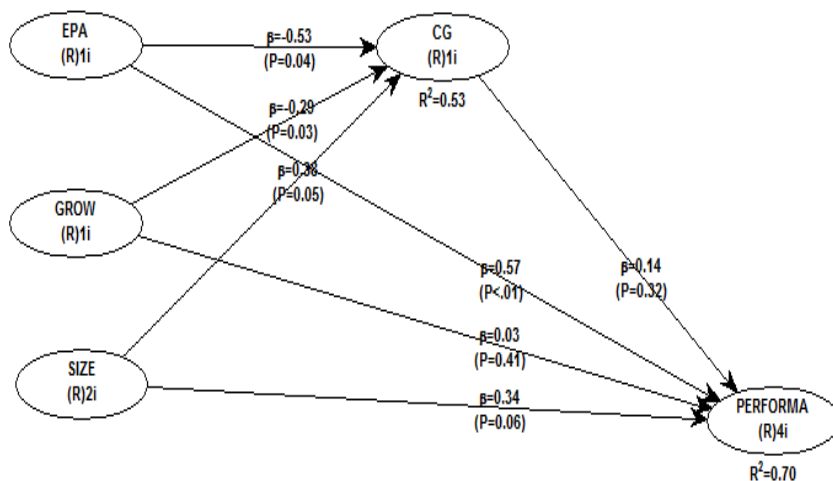 EPA
(R)1i
β=-0.53
(P=0.04)
CG
(R)1i
R²=0.53
β=-0.29
(P=0.03)
β=0.38
(P=0.05)
GROW
(R)1i
β=0.57
(P<.01)
β=0.14
(P=0.32)
β=0.03
(P=0.41)
SIZE
(R)2i
β=0.34
(P=0.06)
PERFORMA
(R)4i
R²=0.70